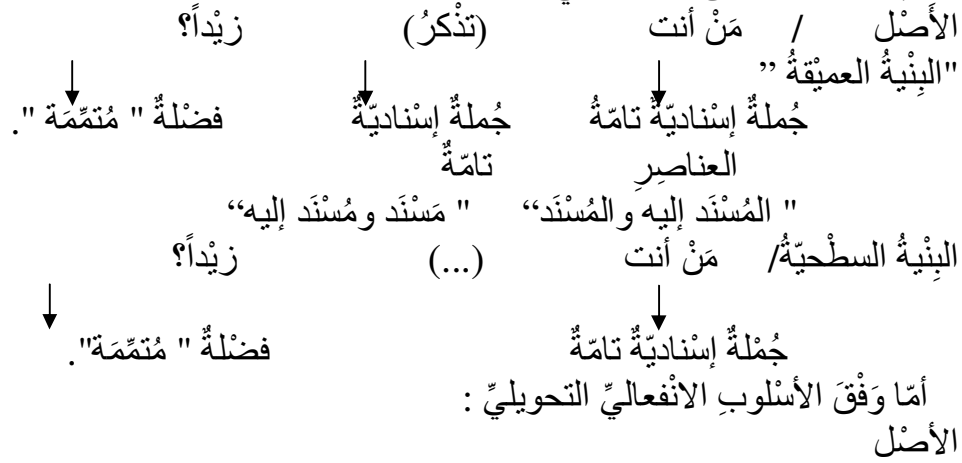 الأَصْل / مَنْ أنت (تذْكرُ) زيْداً؟
"البِنْيةُ العميْقةُ ”
جُملةٌ إسْناديّةٌ تامّةُ جُملةٌ إسْناديّةٌ فضْلةٌ " مُتمِّمَة ".
العناصِرِ تامّةٌ
" المُسْنَد إليه والمُسْنَد“ " مَسْنَد ومُسْنَد إليه“
البِنْيةُ السطْحيّةُ/ مَنْ أنت (...) زيْداً؟
جُمْلةٌ إسْناديّةٌ تامّةٌ فضْلةٌ " مُتمِّمَة".
أمّا وَفْقَ الأسْلوبِ الانْفعاليِّ التحويليِّ :
الأصْل